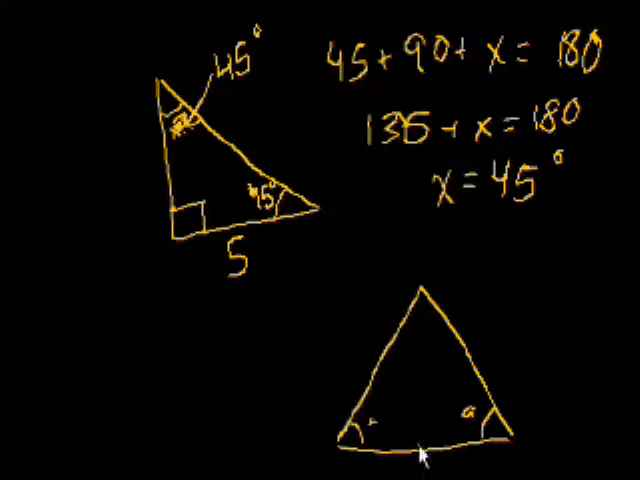 45°
45 + 90 + x = 180
135 + x = 180
x = 45°
45°
5
a